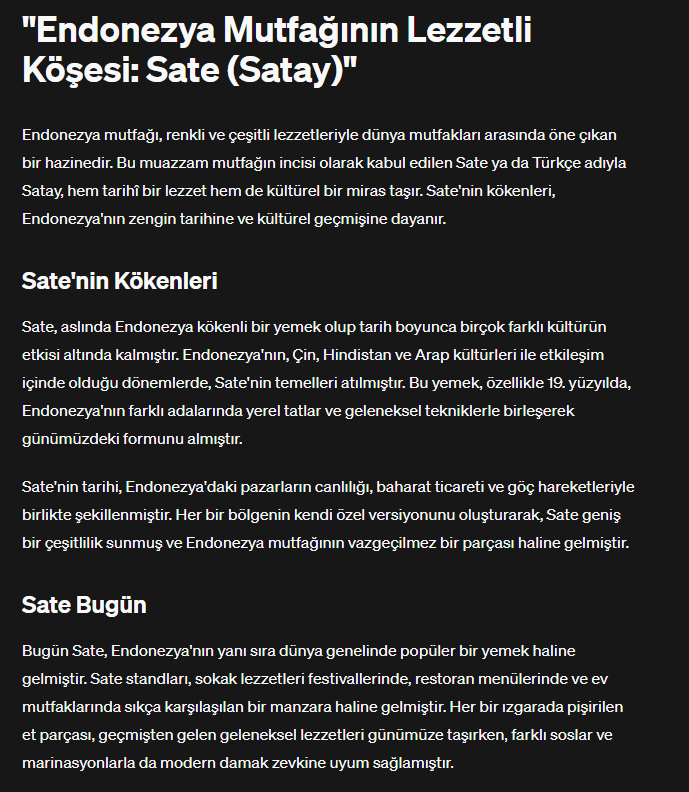 "Endonezya Mutfağının Lezzetli
Köşesi: Sate (Satay)"
Endonezya mutfağı, renkli ve çeşitli lezzetleriyle dünya mutfakları arasında öne çıkan
bir hazinedir. Bu muazzam mutfağın incisi olarak kabul edilen Sate ya da Türkçe adıyla
Satay, hem tarihî bir lezzet hem de kültürel bir miras taşır. Sate'nin kökenleri,
Endonezya'nın zengin tarihine ve kültürel geçmişine dayanır.
Sate'nin Kökenleri
Sate, aslında Endonezya kökenli bir yemek olup tarih boyunca birçok farklı kültürün
etkisi altında kalmıştır. Endonezya'nın, Çin, Hindistan ve Arap kültürleri ile etkileşim
içinde olduğu dönemlerde, Sate'nin temelleri atılmıştır. Bu yemek, özellikle 19. yüzyılda,
Endonezya'nın farklı adalarında yerel tatlar ve geleneksel tekniklerle birleşerek
günümüzdeki formunu almıştır.
Sate'nin tarihi, Endonezya'daki pazarların canlılığı, baharat ticareti ve göç hareketleriyle
birlikte şekillenmiştir. Her bir bölgenin kendi özel versiyonunu oluşturarak, Sate geniş
bir çeşitlilik sunmuş ve Endonezya mutfağının vazgeçilmez bir parçası haline gelmiştir.
Sate Bugün
Bugün Sate, Endonezya'nın yanı sıra dünya genelinde popüler bir yemek haline
gelmiştir. Sate standları, sokak lezzetleri festivallerinde, restoran menülerinde ve ev
mutfaklarında sıkça karşılaşılan bir manzara haline gelmiştir. Her bir ızgarada pişirilen
et parçası, geçmişten gelen geleneksel lezzetleri günümüze taşırken, farklı soslar ve
marinasyonlarla da modern damak zevkine uyum sağlamıştır.